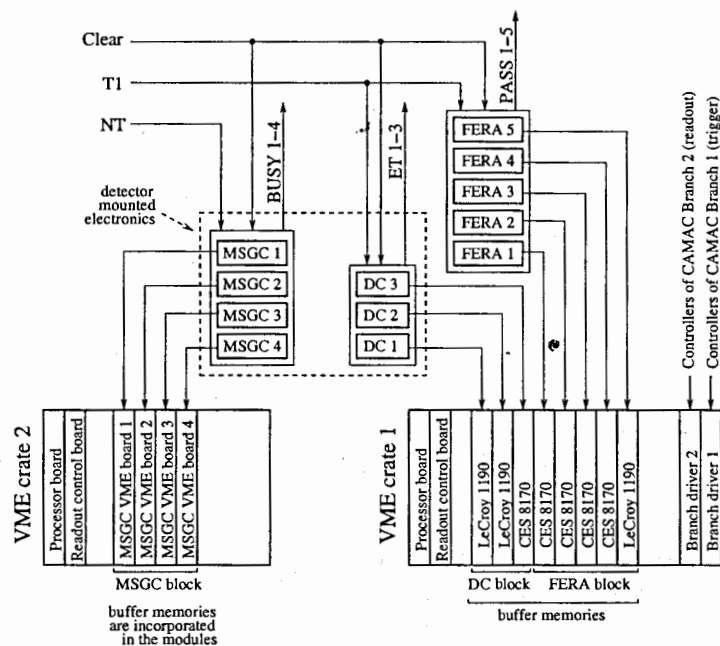 Clear
T1
NT
BUSY 1-4
ET 1-3
PASS 1-5
FERA 5
FERA 4
FERA 3
FERA 2
FERA 1
detector
mounted
electronics
MSGC 1
MSGC 2
MSGC 3
MSGC 4
DC 3
DC 2
DC 1
Controllers of CAMAC Branch 2 (readout)
Controllers of CAMAC Branch 1 (trigger)
VME crate 2
Processor board
Readout control board
MSGC VME board 1
MSGC VME board 2
MSGC VME board 3
MSGC VME board 4
MSGC block
buffer memories
are incorporated
in the modules
VME crate 1
Processor board
Readout control board
LeCroy 1190
LeCroy 1190
CES 8170
CES 8170
CES 8170
CES 8170
LeCroy 1190
Branch driver 2
Branch driver 1
DC block
FERA block
buffer memories